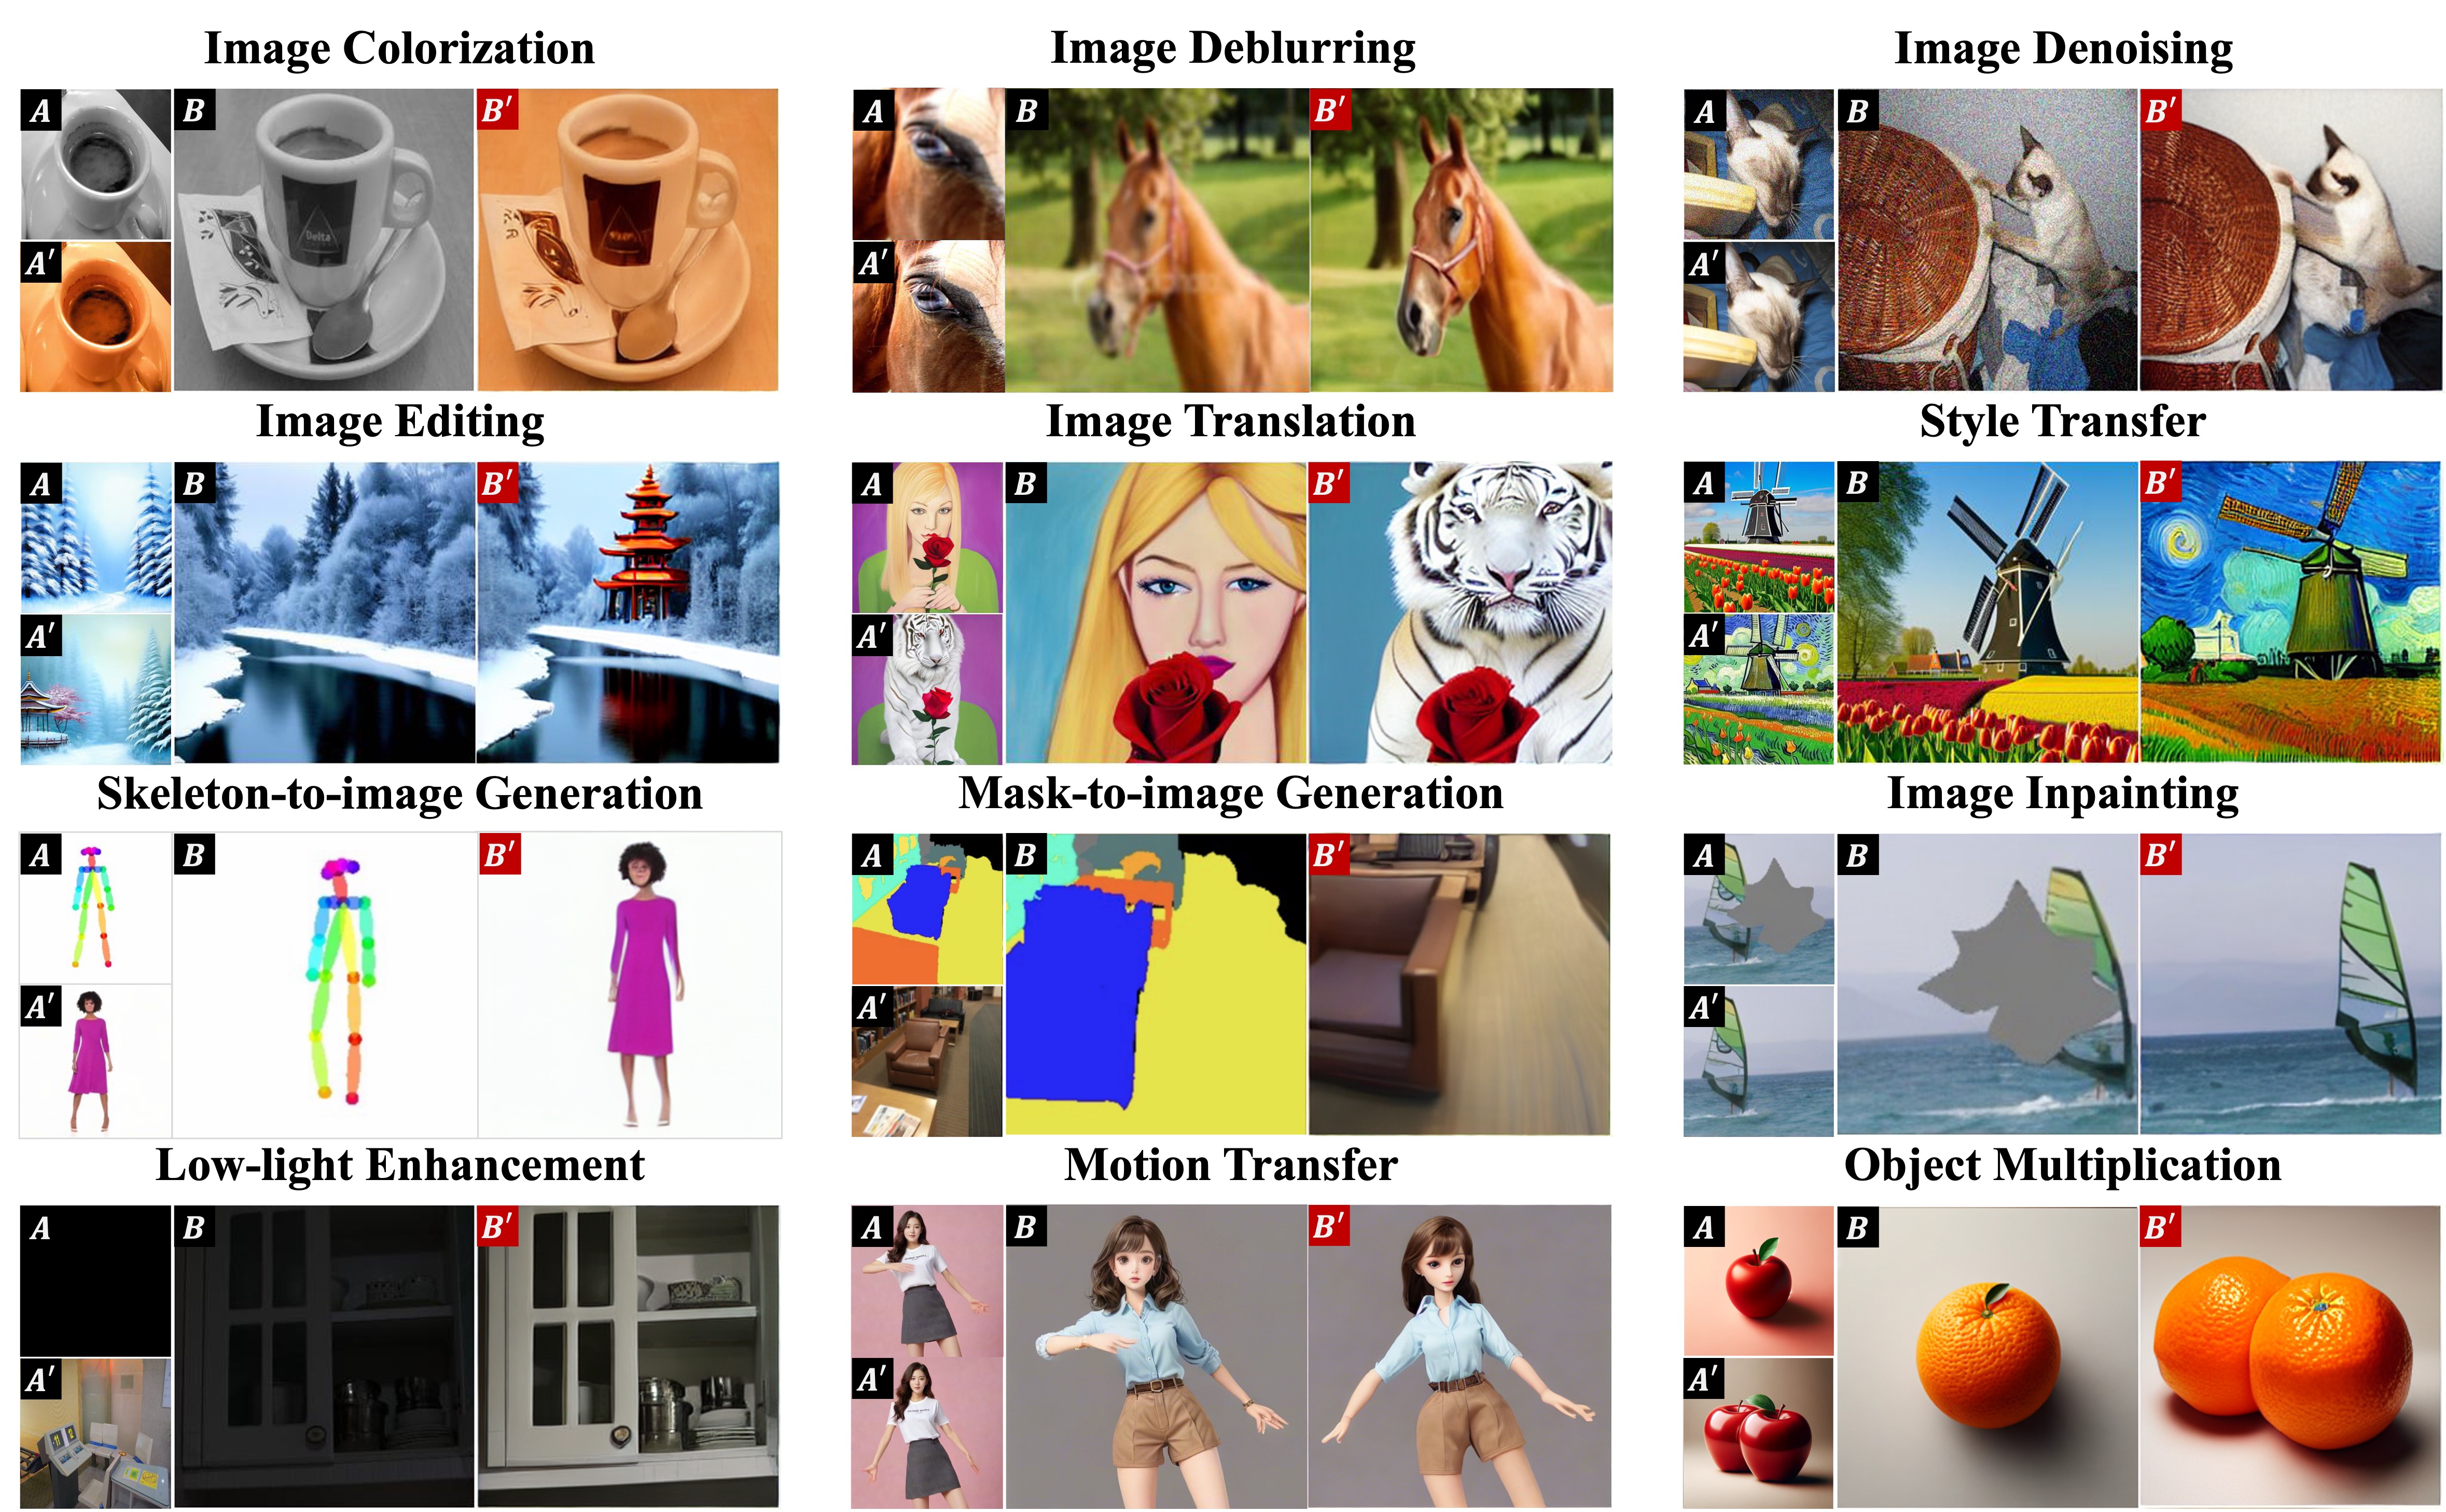 Image Colorization
Image Deblurring
Image Denoising
A
B
B′
A′
Delta
A
B
B′
A′
A
B
B′
A′
Image Editing
Image Translation
Style Transfer
A
B
B′
A′
A
B
B′
A′
A
B
B′
A′
Skeleton-to-image Generation
Mask-to-image Generation
Image Inpainting
A
B
B′
A′
A
B
B′
A′
A
B
B′
A′
Low-light Enhancement
Motion Transfer
Object Multiplication
A
B
B′
A′
A
B
B′
A′
A
B
B′
A′